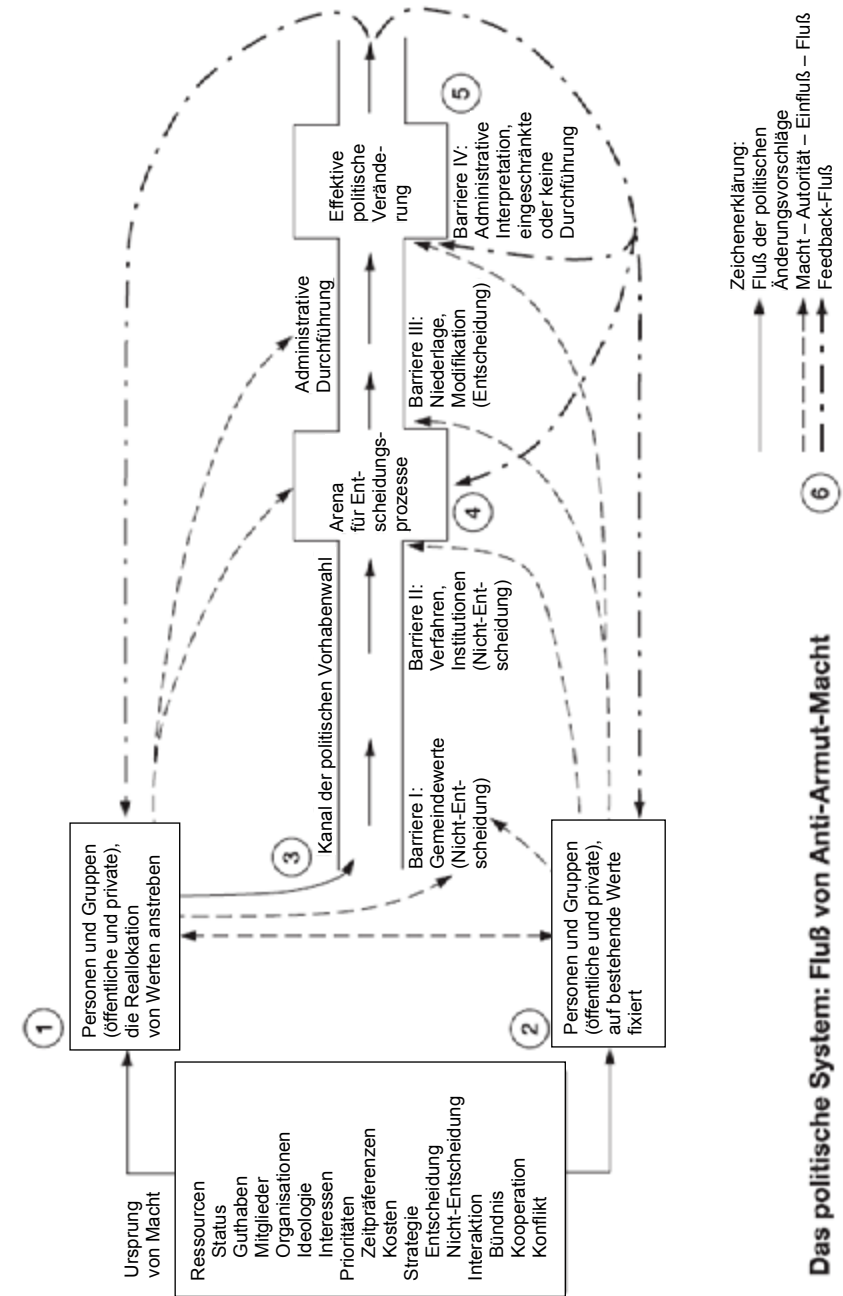 Ursprung
von Macht
Ressourcen
Status
Guthaben
Mitglieder
Organisationen
Ideologie
Interessen
Prioritäten
Zeitpräferenzen
Kosten
Strategie
Entscheidung
Nicht-Entscheidung
Interaktion
Bündnis
Kooperation
Konflikt
1
Personen und Gruppen
(öffentliche und private),
die Reallokation
von Werten anstreben
2
Personen und Gruppen
(öffentliche und private),
auf bestehende Werte
fixiert
3
Kanal der politischen Vorhabenwahl
Barriere I:
Gemeindewerte
(Nicht-Ent-
scheidung)
Barriere II:
Verfahren,
Institutionen
(Nicht-Ent-
scheidung)
Arena
für Ent-
scheidungs-
prozesse
4
Administrative
Durchführung
Barriere III:
Niederlage,
Modifikation
(Entscheidung)
Effektive
politische
Verände-
rung
5
Barriere IV:
Administrative
Interpretation,
eingeschränkte
oder keine
Durchführung
6
Zeichenerklärung:
Fluß der politischen
Änderungsvorschläge
Macht – Autorität – Einfluß – Fluß
Feedback-Fluß
Das politische System: Fluß von Anti-Armut-Macht